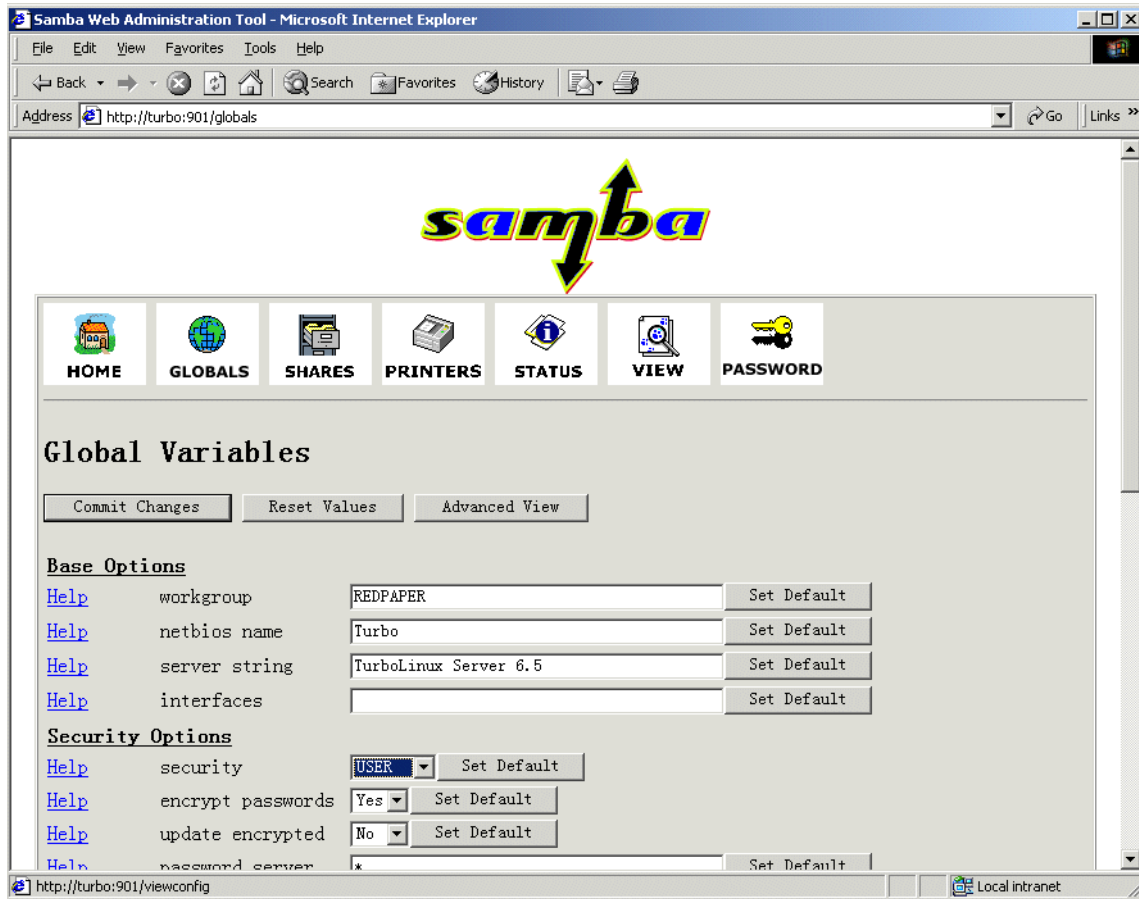 Samba Web Administration Tool - Microsoft Internet Explorer
File Edit View Favorites Tools Help
Back Search Favorites History
Address http://turbo:901/globals Go Links »
samba
HOME GLOBALS SHARES PRINTERS STATUS VIEW PASSWORD
Global Variables
Commit Changes Reset Values Advanced View
Base Options
Help workgroup REDPAPER Set Default
Help netbios name Turbo Set Default
Help server string TurboLinux Server 6.5 Set Default
Help interfaces Set Default
Security Options
Help security USER Set Default
Help encrypt passwords Yes Set Default
Help update encrypted No Set Default
Help password server * Set Default
http://turbo:901/viewconfig Local intranet